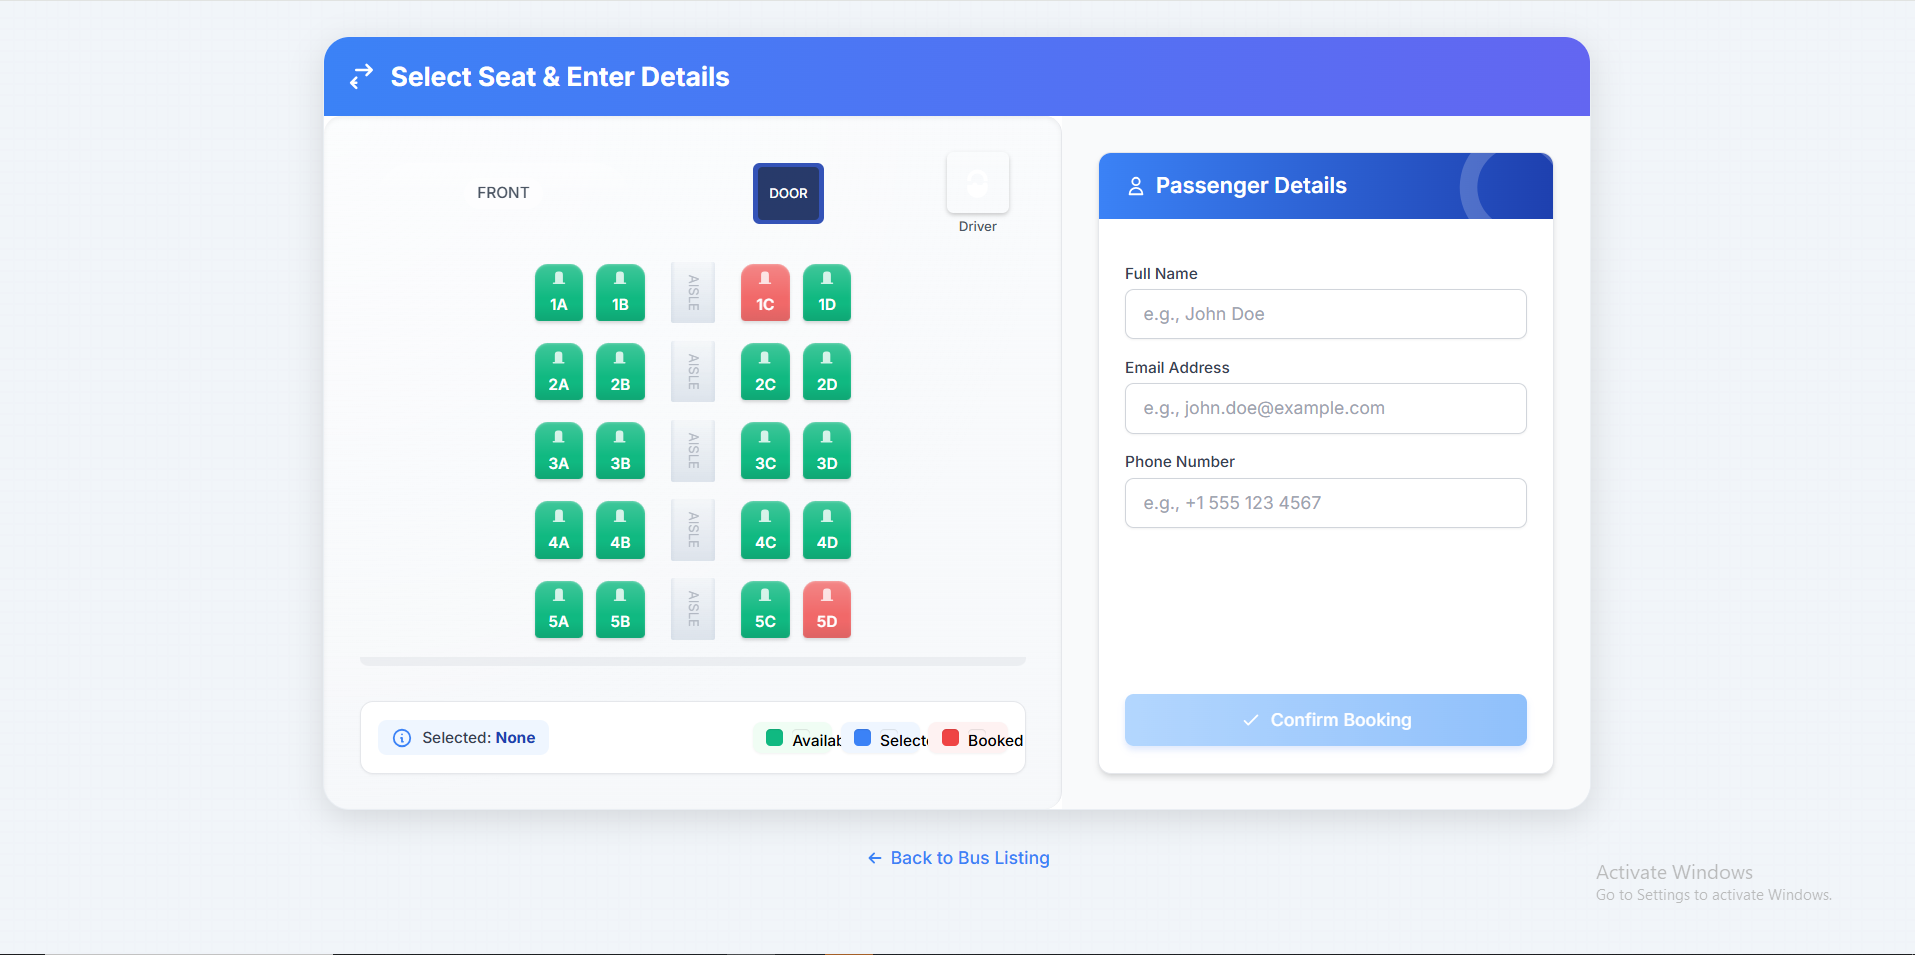 Select Seat & Enter Details
FRONT
DOOR
Driver
1A 1B AISLE 1C 1D
2A 2B AISLE 2C 2D
3A 3B AISLE 3C 3D
4A 4B AISLE 4C 4D
5A 5B AISLE 5C 5D
Selected: None
Availab Selecte Booked
Passenger Details
Full Name
e.g., John Doe
Email Address
e.g., john.doe@example.com
Phone Number
e.g., +1 555 123 4567
Confirm Booking
Back to Bus Listing
Activate Windows
Go to Settings to activate Windows.